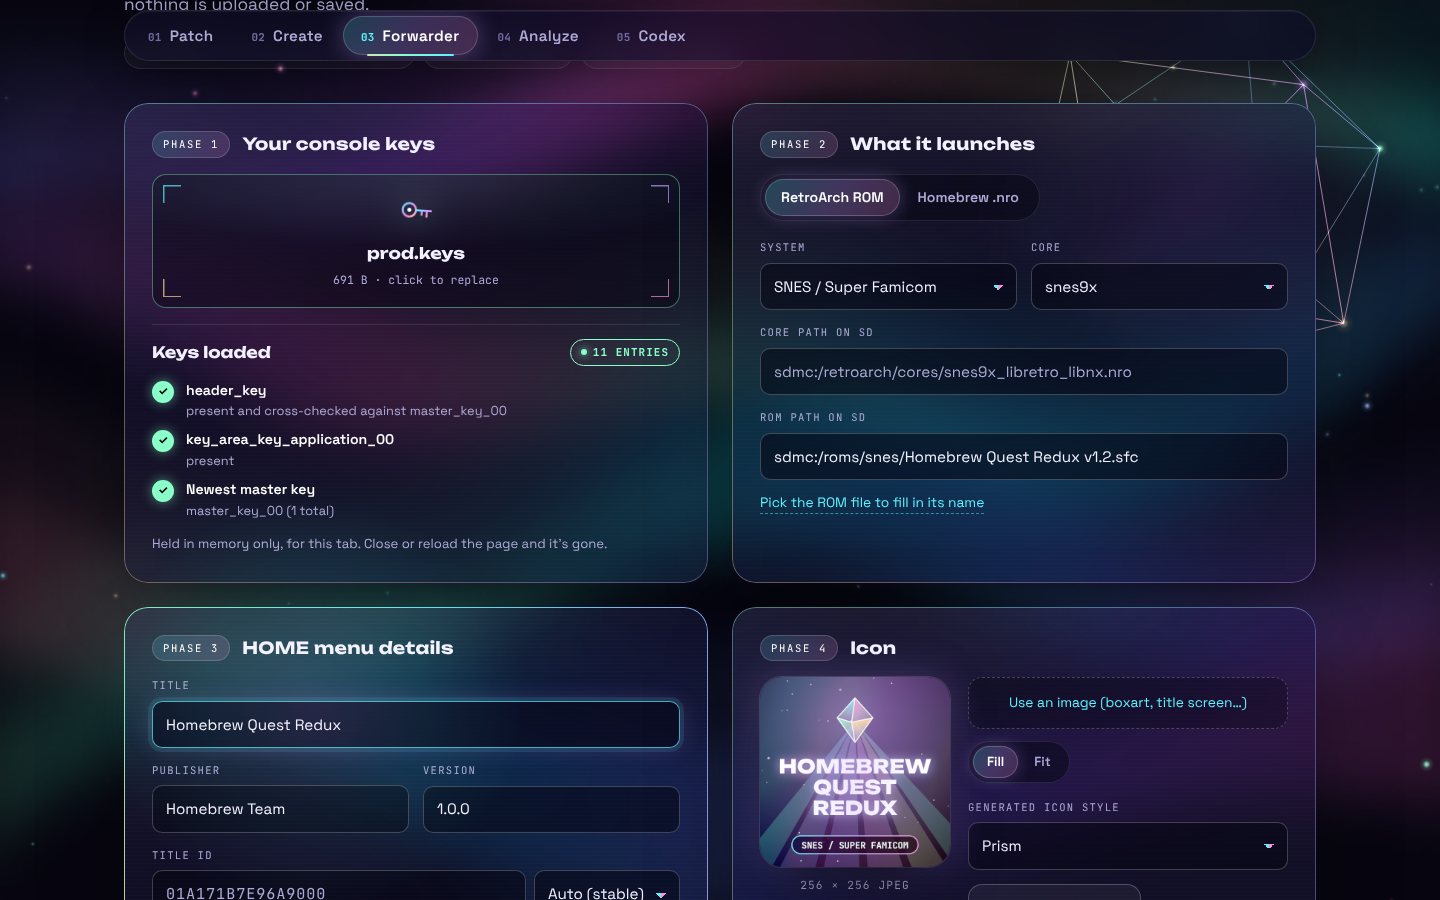 nothing is uploaded or saved.
01 Patch
02 Create
03 Forwarder
04 Analyze
05 Codex
PHASE 1
Your console keys
prod.keys
691 B · click to replace
Keys loaded
11 ENTRIES
header_key
present and cross-checked against master_key_00
key_area_key_application_00
present
Newest master key
master_key_00 (1 total)
Held in memory only, for this tab. Close or reload the page and it's gone.
PHASE 2
What it launches
RetroArch ROM
Homebrew .nro
SYSTEM
CORE
SNES / Super Famicom
snes9x
CORE PATH ON SD
sdmc:/retroarch/cores/snes9x_libretro_libnx.nro
ROM PATH ON SD
sdmc:/roms/snes/Homebrew Quest Redux v1.2.sfc
Pick the ROM file to fill in its name
PHASE 3
HOME menu details
TITLE
Homebrew Quest Redux
PUBLISHER
VERSION
Homebrew Team
1.0.0
TITLE ID
01A171B7E96A9000
Auto (stable)
PHASE 4
Icon
HOMEBREW
QUEST
REDUX
SNES / SUPER FAMICOM
256 × 256 JPEG
Use an image (boxart, title screen…)
Fill
Fit
GENERATED ICON STYLE
Prism